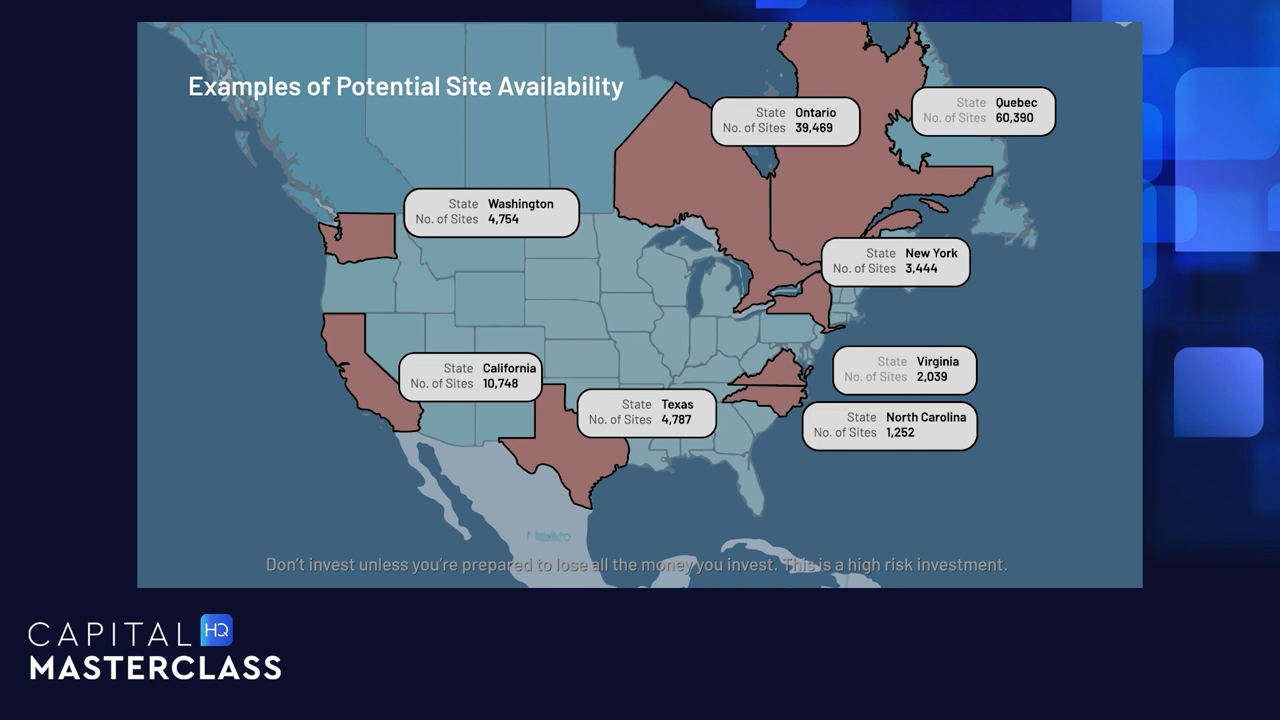 Examples of Potential Site Availability
State Ontario
No. of Sites 39,469
State Quebec
No. of Sites 60,390
State Washington
No. of Sites 4,754
State New York
No. of Sites 3,444
State California
No. of Sites 10,748
State Virginia
No. of Sites 2,039
State Texas
No. of Sites 4,787
State North Carolina
No. of Sites 1,252
Don't invest unless you're prepared to lose all the money you invest. This is a high risk investment.
CAPITAL HQ
MASTERCLASS